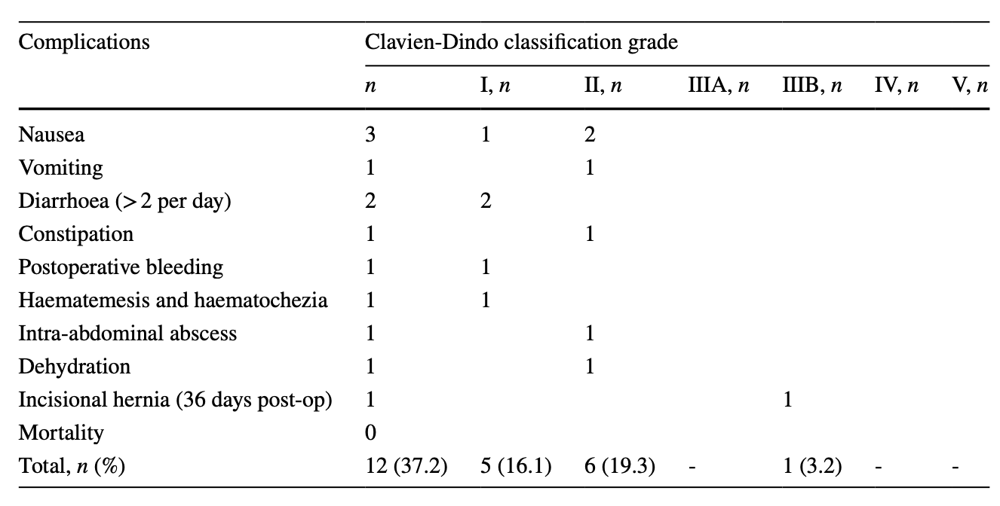 Complications Clavien-Dindo classification grade
n I, n II, n IIIA, n IIIB, n IV, n V, n
Nausea 3 1 2
Vomiting 1 1
Diarrhoea (> 2 per day) 2 2
Constipation 1 1
Postoperative bleeding 1 1
Haematemesis and haematochezia 1 1
Intra-abdominal abscess 1 1
Dehydration 1 1
Incisional hernia (36 days post-op) 1 1
Mortality 0
Total, n (%) 12 (37.2) 5 (16.1) 6 (19.3) - 1 (3.2) - -